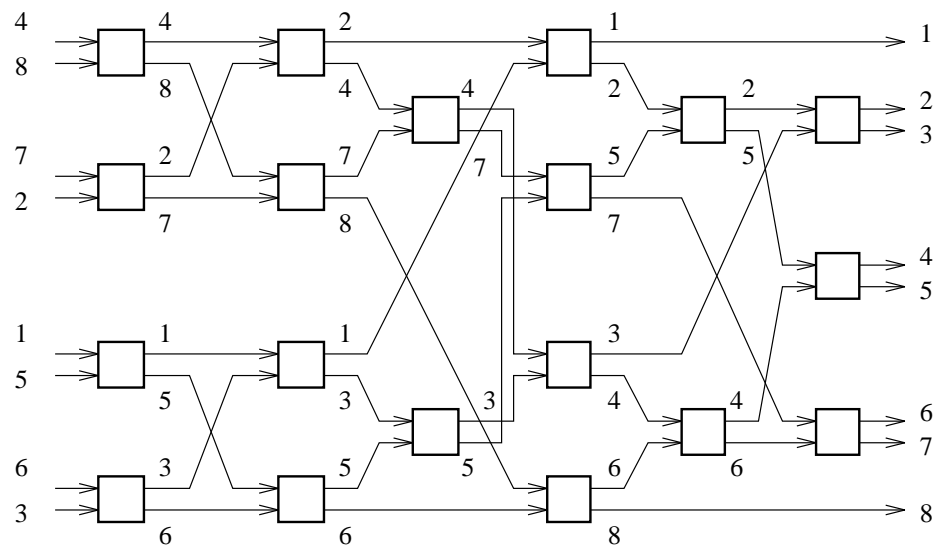 4 4 2 1 1
8 8 4 4 2 2 2
7 2 7 7 5 5 3
2 7 8 7
4
5
1 1 1 3
5 5 3 3 4 4 6
6 3 5 5 6 6 7
3 6 6 8 8